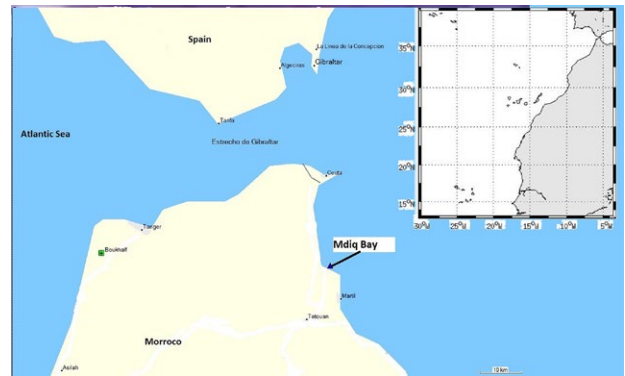 Spain
La Linea de la Concepcion
Algeciras
Gibraltar
Tarifa
Atlantic Sea
Estrecho de Gibraltar
Ceuta
Tanger
Boukhalf
Mdiq Bay
Martil
Tetouan
Morroco
Asilah
10 km
35°N
30°N
25°N
20°N
15°N
30°W
25°W
20°W
15°W
10°W
5°W